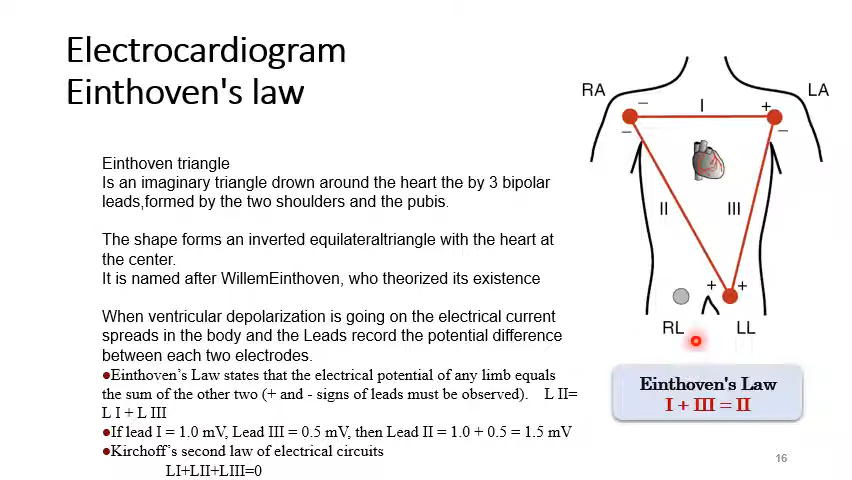 Electrocardiogram
Einthoven's law
Einthoven triangle
Is an imaginary triangle drown around the heart the by 3 bipolar
leads,formed by the two shoulders and the pubis.
The shape forms an inverted equilateraltriangle with the heart at
the center.
It is named after WillemEinthoven, who theorized its existence
When ventricular depolarization is going on the electrical current
spreads in the body and the Leads record the potential difference
between each two electrodes.
●Einthoven's Law states that the electrical potential of any limb equals
the sum of the other two (+ and - signs of leads must be observed). L II=
L I + L III
●If lead I = 1.0 mV, Lead III = 0.5 mV, then Lead II = 1.0 + 0.5 = 1.5 mV
●Kirchoff's second law of electrical circuits
LI+LII+LIII=0
RA LA
− I +
− −
II III
+ +
RL LL
Einthoven's Law
I + III = II
16